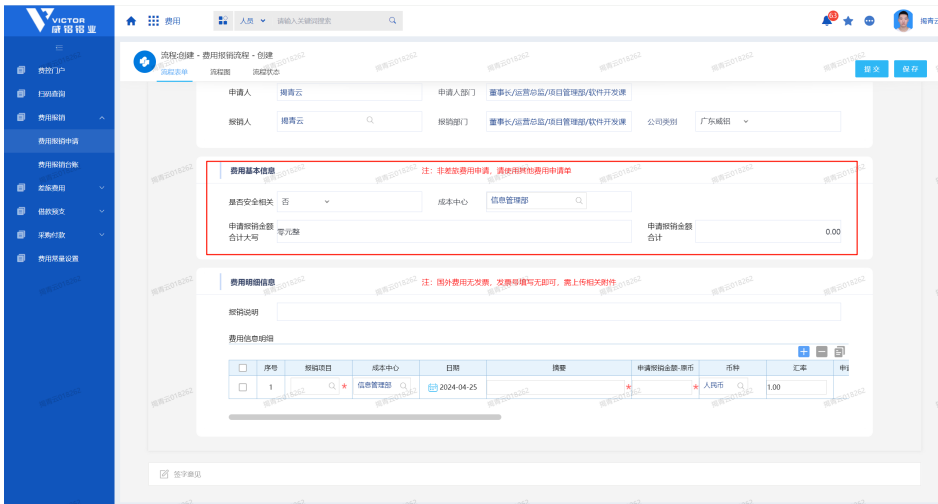 VICTOR
威铝铝业
费用
人员
请输入关键词搜索
63
揭青云
费控门户
扫码查询
费用报销
费用报销申请
费用报销台账
差旅费用
借款预支
采购付款
费用常量设置
流程:创建 - 费用报销流程 - 创建
流程表单
流程图
流程状态
提交
保存
申请人
揭青云
申请人部门
董事长/运营总监/项目管理部/软件开发课
报销人
揭青云
报销部门
董事长/运营总监/项目管理部/软件开发课
公司类别
广东威铝
费用基本信息
注：非差旅费用申请，请使用其他费用申请单
是否安全相关
否
成本中心
信息管理部
申请报销金额
合计大写
零元整
申请报销金额
合计
0.00
费用明细信息
注：国外费用无发票，发票号填写无即可，需上传相关附件
报销说明
费用信息明细
序号 报销项目 成本中心 日期 摘要 申请报销金额-原币 币种 汇率
1 * 信息管理部 2024-04-25 * * 人民币 1.00
签字意见